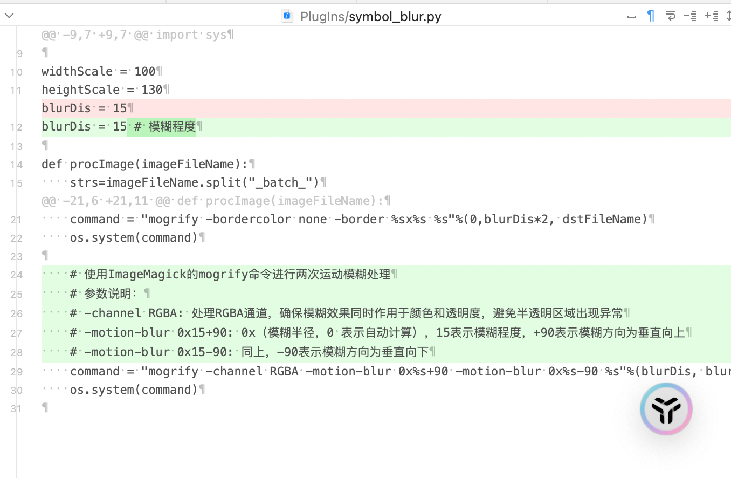 PlugIns/symbol_blur.py
@@ -9,7 +9,7 @@ import sys¶
9 ¶
10 widthScale = 100¶
11 heightScale = 130¶
blurDis = 15¶
12 blurDis = 15 # 模糊程度¶
13 ¶
14 def procImage(imageFileName):¶
15 ····strs=imageFileName.split("_batch_")¶
@@ -21,6 +21,11 @@ def procImage(imageFileName):¶
21 ····command = "mogrify -bordercolor none -border %sx%s %s"%(0,blurDis*2, dstFileName)¶
22 ····os.system(command)¶
23 ¶
24 ····# 使用ImageMagick的mogrify命令进行两次运动模糊处理¶
25 ····# 参数说明：¶
26 ····# -channel RGBA: 处理RGBA通道，确保模糊效果同时作用于颜色和透明度，避免半透明区域出现异常¶
27 ····# -motion-blur 0x15+90: 0x（模糊半径，0 表示自动计算），15表示模糊程度，+90表示模糊方向为垂直向上¶
28 ····# -motion-blur 0x15-90: 同上，-90表示模糊方向为垂直向下¶
29 ····command = "mogrify -channel RGBA -motion-blur 0x%s+90 -motion-blur 0x%s-90 %s"%(blurDis, blur
30 ····os.system(command)¶
31 ¶